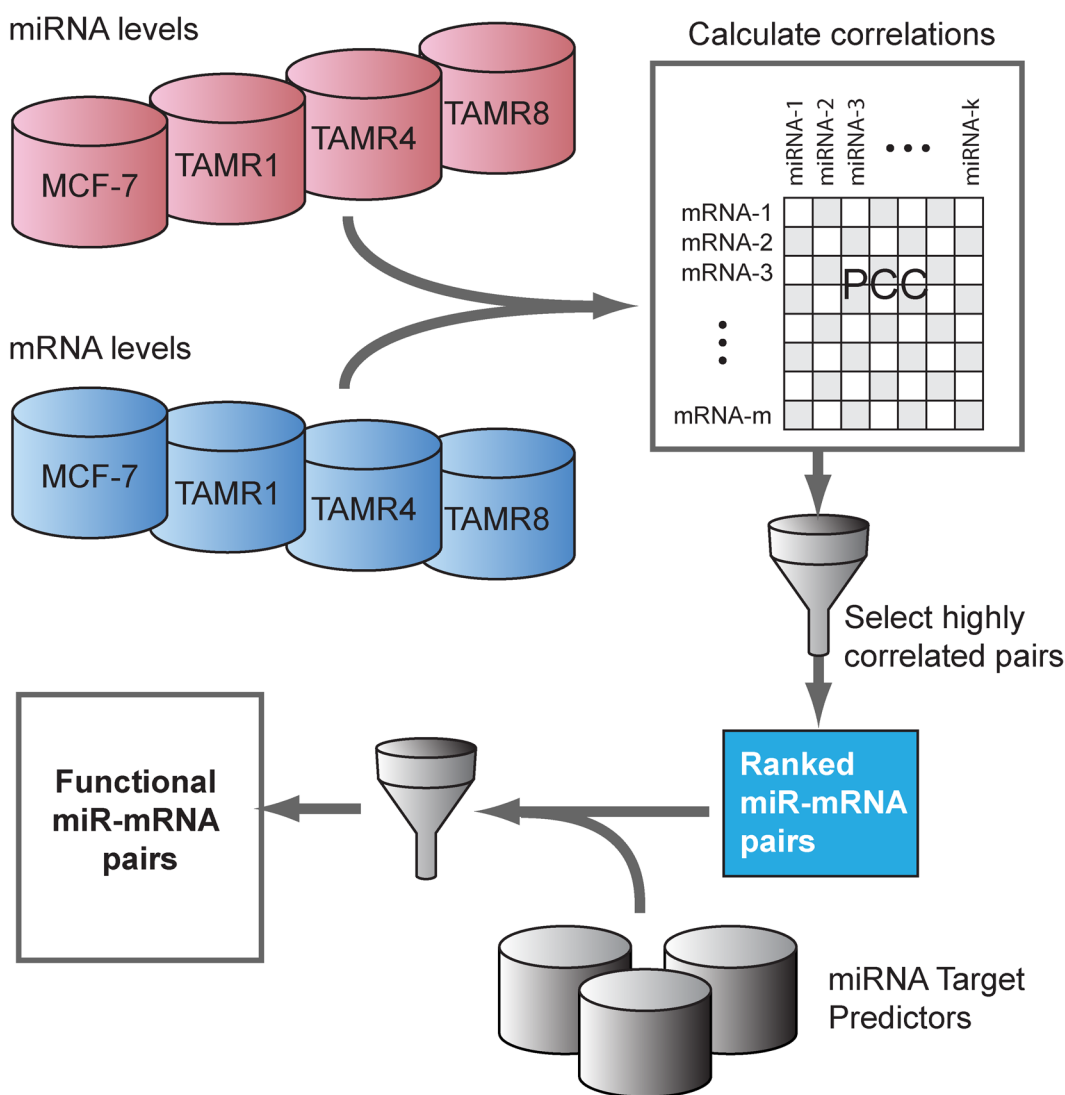 miRNA levels
MCF-7
TAMR1
TAMR4
TAMR8
mRNA levels
MCF-7
TAMR1
TAMR4
TAMR8
Calculate correlations
miRNA-1
miRNA-2
miRNA-3
•••
miRNA-k
mRNA-1
mRNA-2
mRNA-3
mRNA-m
PCC
Select highly
correlated pairs
Ranked
miR-mRNA
pairs
Functional
miR-mRNA
pairs
miRNA Target
Predictors